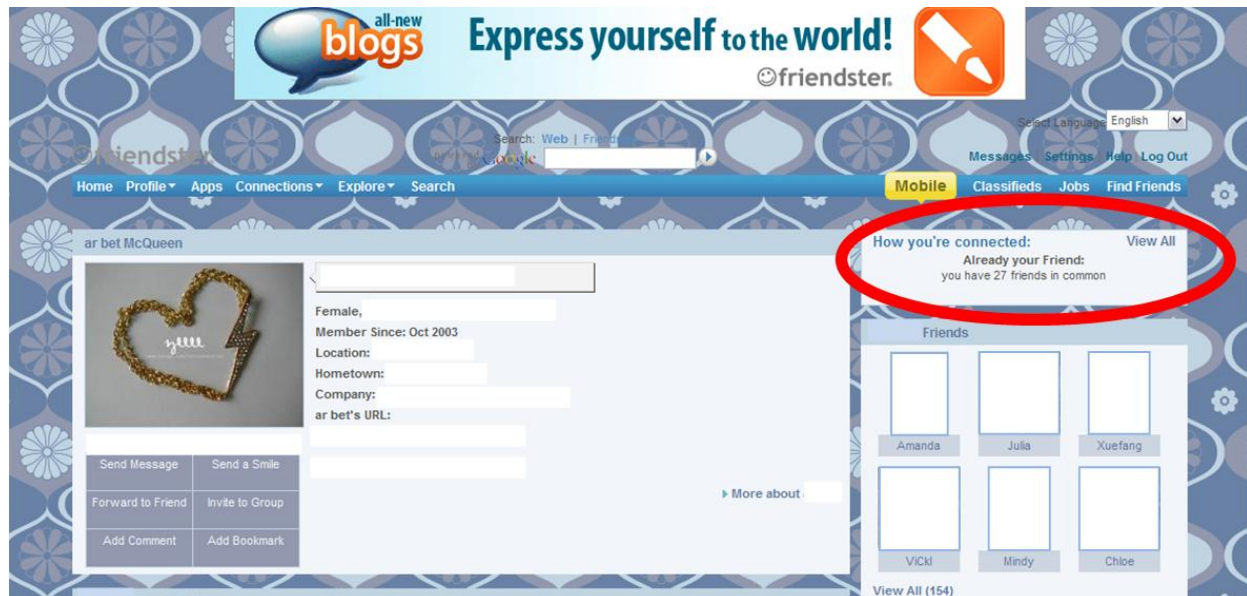 all-new
blogs
Express yourself to the world!
friendster
Select Language English
Search: Web |
friendster
Google
Messages Settings Help Log Out
Home Profile Apps Connections Explore Search Mobile Classifieds Jobs Find Friends
ar bet McQueen
Female,
Member Since: Oct 2003
Location:
Hometown:
Company:
ar bet's URL:
Send Message Send a Smile
Forward to Friend Invite to Group
Add Comment Add Bookmark
More about
How you're connected: View All
Already your Friend:
you have 27 friends in common
Friends
Amanda Julia Xuefang
ViCkI Mindy Chloe
View All (154)